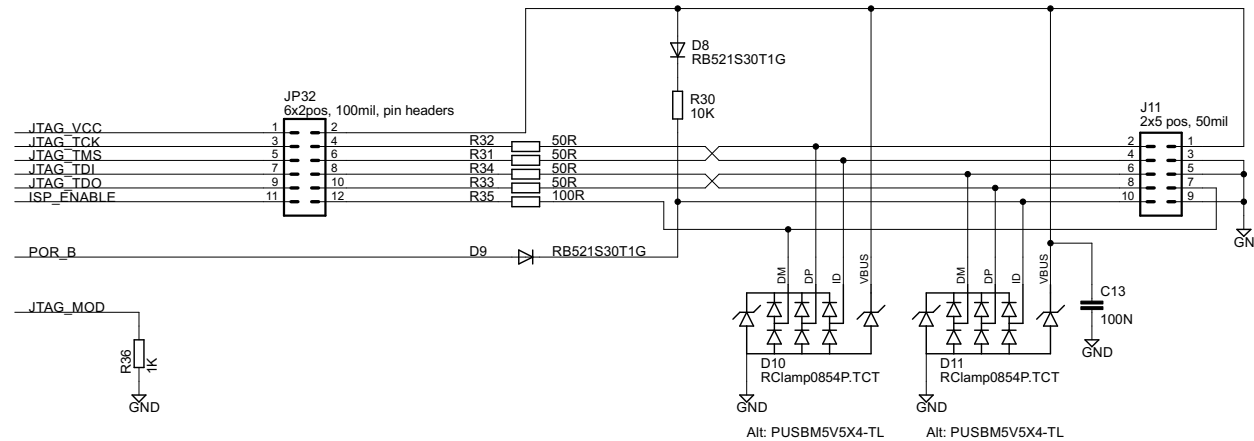 D8
RB521S30T1G
R30
10K
JP32
6x2pos, 100mil, pin headers
J11
2x5 pos, 50mil
JTAG_VCC 1 2
JTAG_TCK 3 4 R32 50R 2 1
JTAG_TMS 5 6 R31 50R 4 3
JTAG_TDI 7 8 R34 50R 6 5
JTAG_TDO 9 10 R33 50R 8 7
ISP_ENABLE 11 12 R35 100R 10 9
GN
POR_B D9 RB521S30T1G
DM DP ID VBUS DM DP ID VBUS
C13
100N
GND
JTAG_MOD
R36
1K
GND
D10
RClamp0854P.TCT
GND
Alt: PUSBM5V5X4-TL
D11
RClamp0854P.TCT
GND
Alt: PUSBM5V5X4-TL